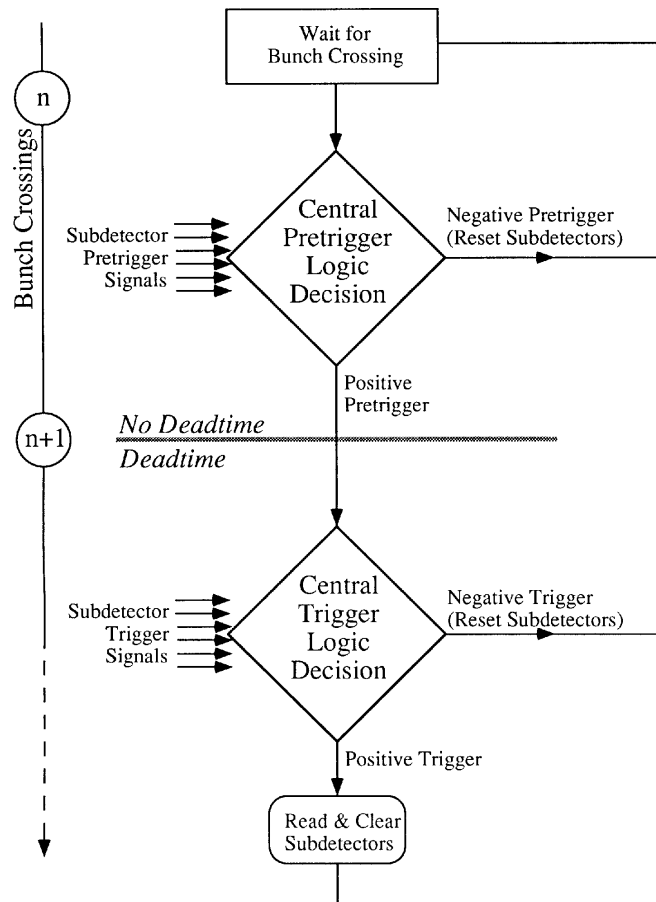 Wait for
Bunch Crossing
n
Bunch Crossings
Central
Pretrigger
Logic
Decision
Subdetector
Pretrigger
Signals
Negative Pretrigger
(Reset Subdetectors)
Positive
Pretrigger
No Deadtime
n+1
Deadtime
Central
Trigger
Logic
Decision
Subdetector
Trigger
Signals
Negative Trigger
(Reset Subdetectors)
Positive Trigger
Read & Clear
Subdetectors